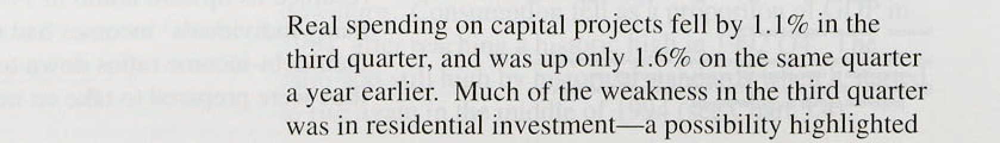 Real spending on capital projects fell by 1.1% in the
third quarter, and was up only 1.6% on the same quarter
a year earlier. Much of the weakness in the third quarter
was in residential investment—a possibility highlighted